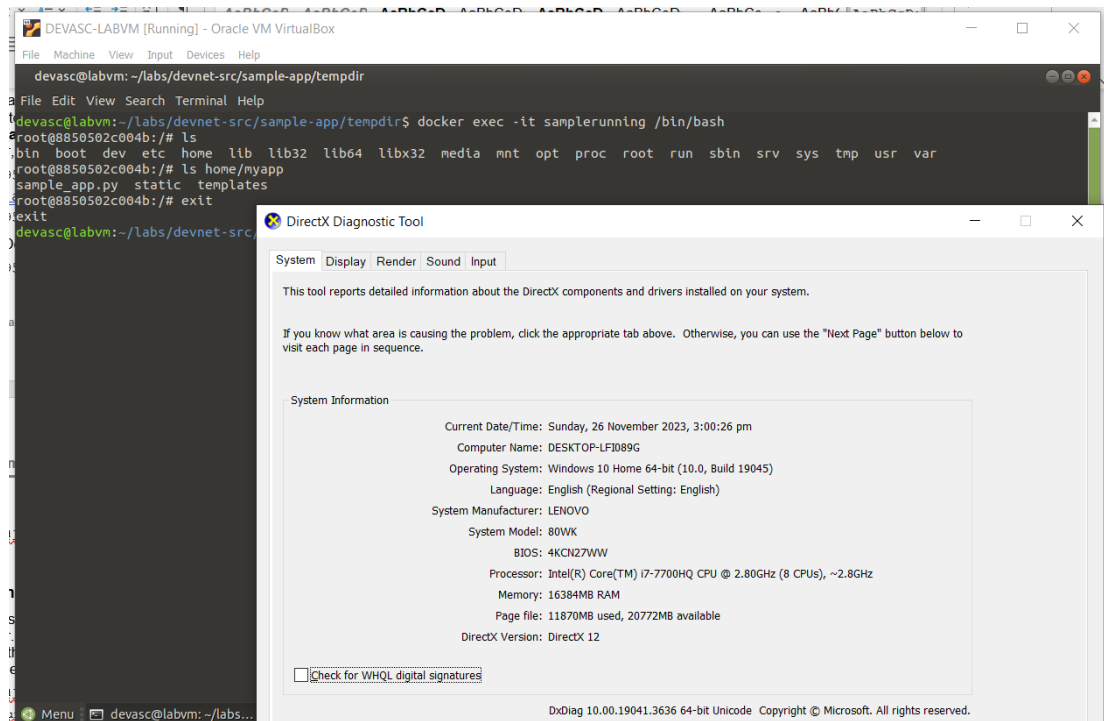 DEVASC-LABVM [Running] - Oracle VM VirtualBox
File Machine View Input Devices Help
devasc@labvm: ~/labs/devnet-src/sample-app/tempdir
File Edit View Search Terminal Help
devasc@labvm:~/labs/devnet-src/sample-app/tempdir$ docker exec -it samplerunning /bin/bash
root@8850502c004b:/# ls
bin boot dev etc home lib lib32 lib64 libx32 media mnt opt proc root run sbin srv sys tmp usr var
root@8850502c004b:/# ls home/myapp
sample_app.py static templates
root@8850502c004b:/# exit
exit
devasc@labvm:~/labs/devnet-src/
DirectX Diagnostic Tool
System Display Render Sound Input
This tool reports detailed information about the DirectX components and drivers installed on your system.
If you know what area is causing the problem, click the appropriate tab above. Otherwise, you can use the "Next Page" button below to
visit each page in sequence.
System Information
Current Date/Time: Sunday, 26 November 2023, 3:00:26 pm
Computer Name: DESKTOP-LFI089G
Operating System: Windows 10 Home 64-bit (10.0, Build 19045)
Language: English (Regional Setting: English)
System Manufacturer: LENOVO
System Model: 80WK
BIOS: 4KCN27WW
Processor: Intel(R) Core(TM) i7-7700HQ CPU @ 2.80GHz (8 CPUs), ~2.8GHz
Memory: 16384MB RAM
Page file: 11870MB used, 20772MB available
DirectX Version: DirectX 12
Check for WHQL digital signatures
DxDiag 10.00.19041.3636 64-bit Unicode Copyright © Microsoft. All rights reserved.
Menu devasc@labvm: ~/labs...